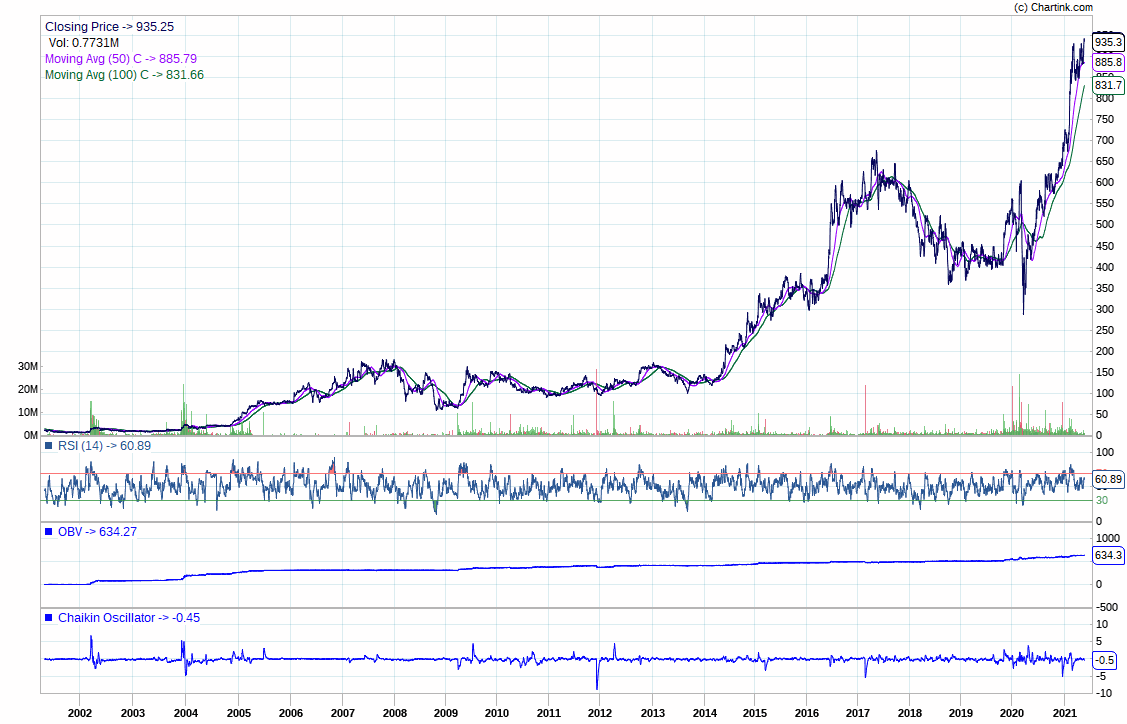 (c) Chartink.com
Closing Price -> 935.25
Vol: 0.7731M
Moving Avg (50) C -> 885.79
Moving Avg (100) C -> 831.66
935.3
885.8
831.7
800
750
700
650
600
550
500
450
400
350
300
250
200
150
100
50
0
30M
20M
10M
0M
RSI (14) -> 60.89
100
60.89
30
0
OBV -> 634.27
1000
634.3
0
-500
Chaikin Oscillator -> -0.45
10
5
-0.5
-5
-10
2002 2003 2004 2005 2006 2007 2008 2009 2010 2011 2012 2013 2014 2015 2016 2017 2018 2019 2020 2021